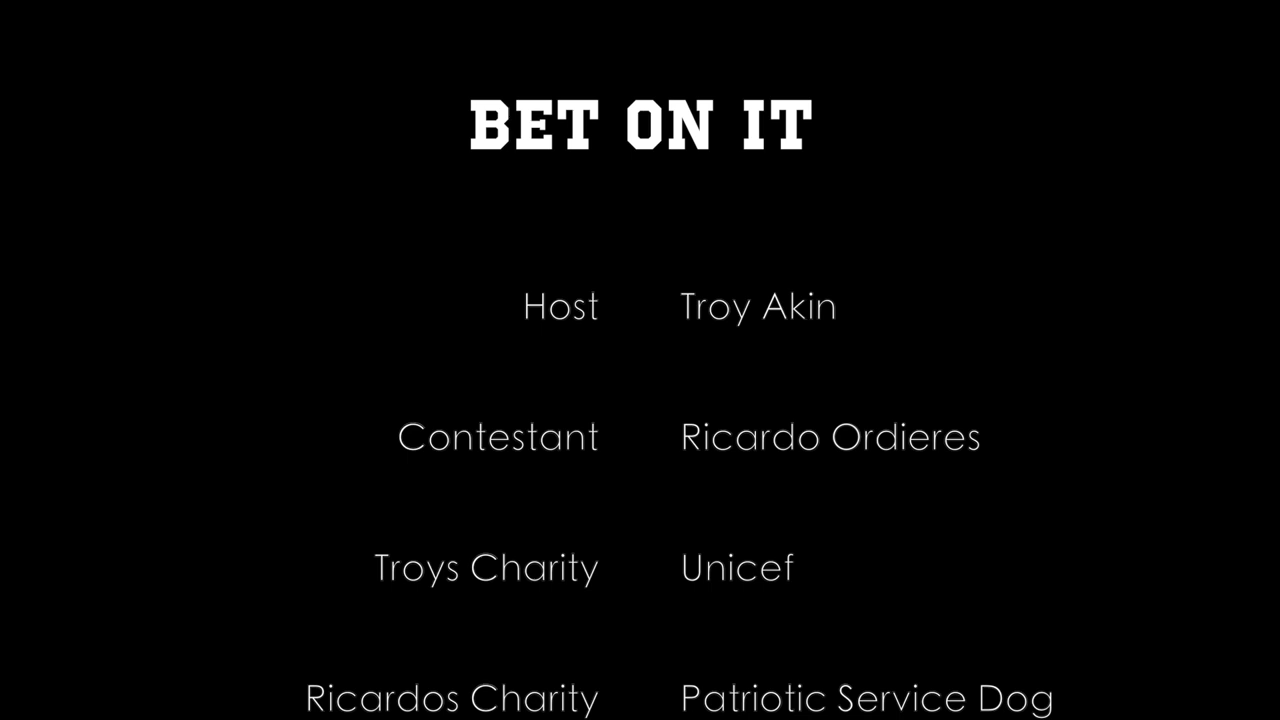 BET ON IT
Host Troy Akin
Contestant Ricardo Ordieres
Troys Charity Unicef
Ricardos Charity Patriotic Service Dog